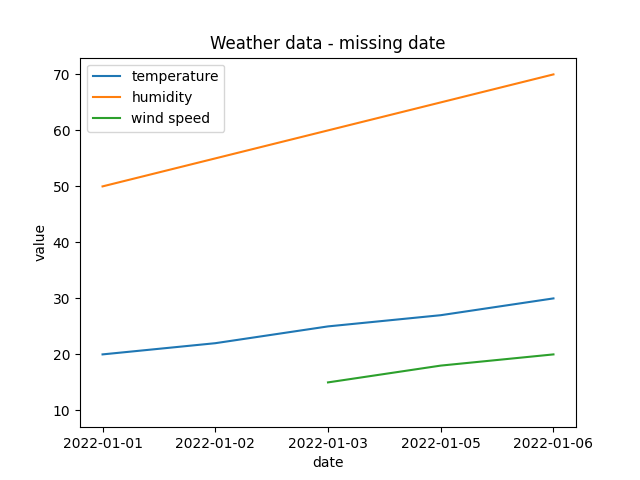 Weather data - missing date
temperature
humidity
wind speed
70
60
50
40
30
20
10
value
2022-01-01 2022-01-02 2022-01-03 2022-01-05 2022-01-06
date